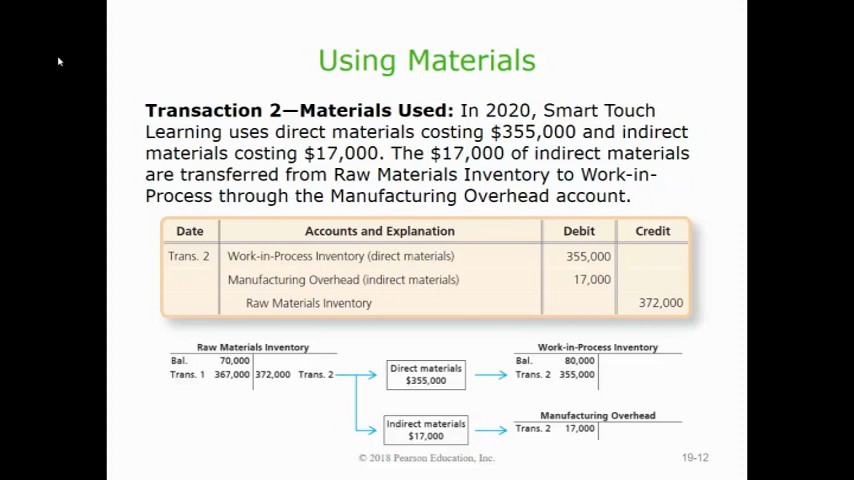 Using Materials
Transaction 2—Materials Used: In 2020, Smart Touch
Learning uses direct materials costing $355,000 and indirect
materials costing $17,000. The $17,000 of indirect materials
are transferred from Raw Materials Inventory to Work-in-
Process through the Manufacturing Overhead account.
Date Accounts and Explanation Debit Credit
Trans. 2 Work-in-Process Inventory (direct materials) 355,000
Manufacturing Overhead (indirect materials) 17,000
Raw Materials Inventory 372,000
Raw Materials Inventory
Bal. 70,000
Trans. 1 367,000 372,000 Trans. 2
Direct materials
$355,000
Work-in-Process Inventory
Bal. 80,000
Trans. 2 355,000
Indirect materials
$17,000
Manufacturing Overhead
Trans. 2 17,000
© 2018 Pearson Education, Inc.
19-12